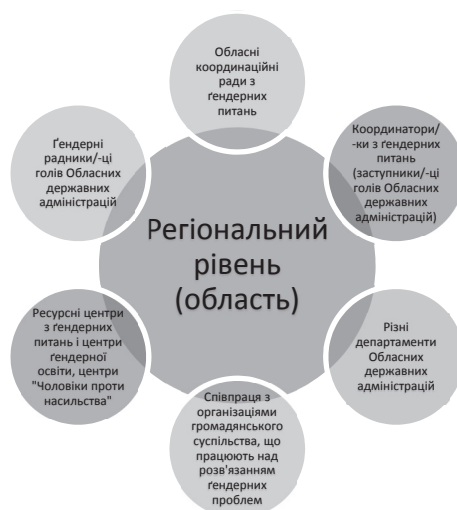 Обласні
координаційні
ради з
ґендерних
питань
Координатори/
-ки з ґендерних
питань
(заступники/-ці
голів Обласних
державних
адміністрацій)
Різні
департаменти
Обласних
державних
адміністрацій
Співпраця з
організаціями
громадянського
суспільства, що
працюють над
розв'язанням
ґендерних
проблем
Ресурсні центри
з ґендерних
питань і центри
ґендерної
освіти, центри
"Чоловіки проти
насильства"
Ґендерні
радники/-ці
голів Обласних
державних
адміністрацій
Регіональний
рівень
(область)